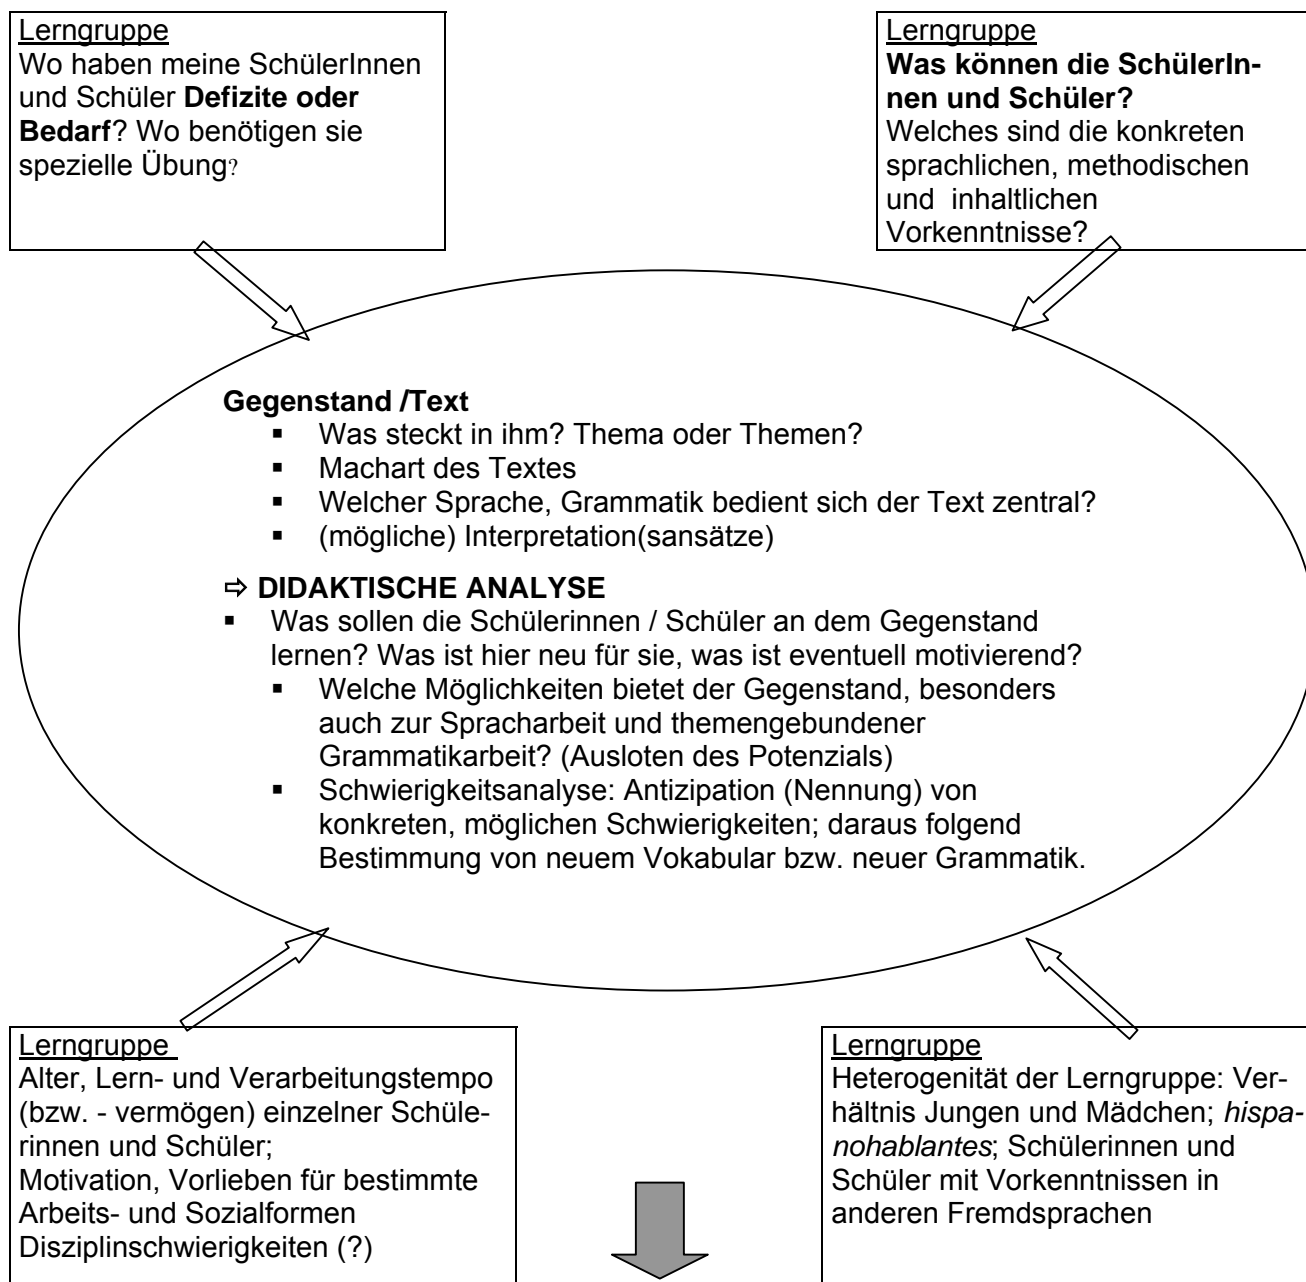 Lerngruppe
Wo haben meine SchülerInnen
und Schüler Defizite oder
Bedarf? Wo benötigen sie
spezielle Übung?
Lerngruppe
Was können die SchülerIn-
nen und Schüler?
Welches sind die konkreten
sprachlichen, methodischen
und inhaltlichen
Vorkenntnisse?
Gegenstand /Text
▪ Was steckt in ihm? Thema oder Themen?
▪ Machart des Textes
▪ Welcher Sprache, Grammatik bedient sich der Text zentral?
▪ (mögliche) Interpretation(sansätze)
⇨ DIDAKTISCHE ANALYSE
▪ Was sollen die Schülerinnen / Schüler an dem Gegenstand
lernen? Was ist hier neu für sie, was ist eventuell motivierend?
▪ Welche Möglichkeiten bietet der Gegenstand, besonders
auch zur Spracharbeit und themengebundener
Grammatikarbeit? (Ausloten des Potenzials)
▪ Schwierigkeitsanalyse: Antizipation (Nennung) von
konkreten, möglichen Schwierigkeiten; daraus folgend
Bestimmung von neuem Vokabular bzw. neuer Grammatik.
Lerngruppe
Alter, Lern- und Verarbeitungstempo
(bzw. - vermögen) einzelner Schüle-
rinnen und Schüler;
Motivation, Vorlieben für bestimmte
Arbeits- und Sozialformen
Disziplinschwierigkeiten (?)
Lerngruppe
Heterogenität der Lerngruppe: Ver-
hältnis Jungen und Mädchen; hispa-
nohablantes; Schülerinnen und
Schüler mit Vorkenntnissen in
anderen Fremdsprachen